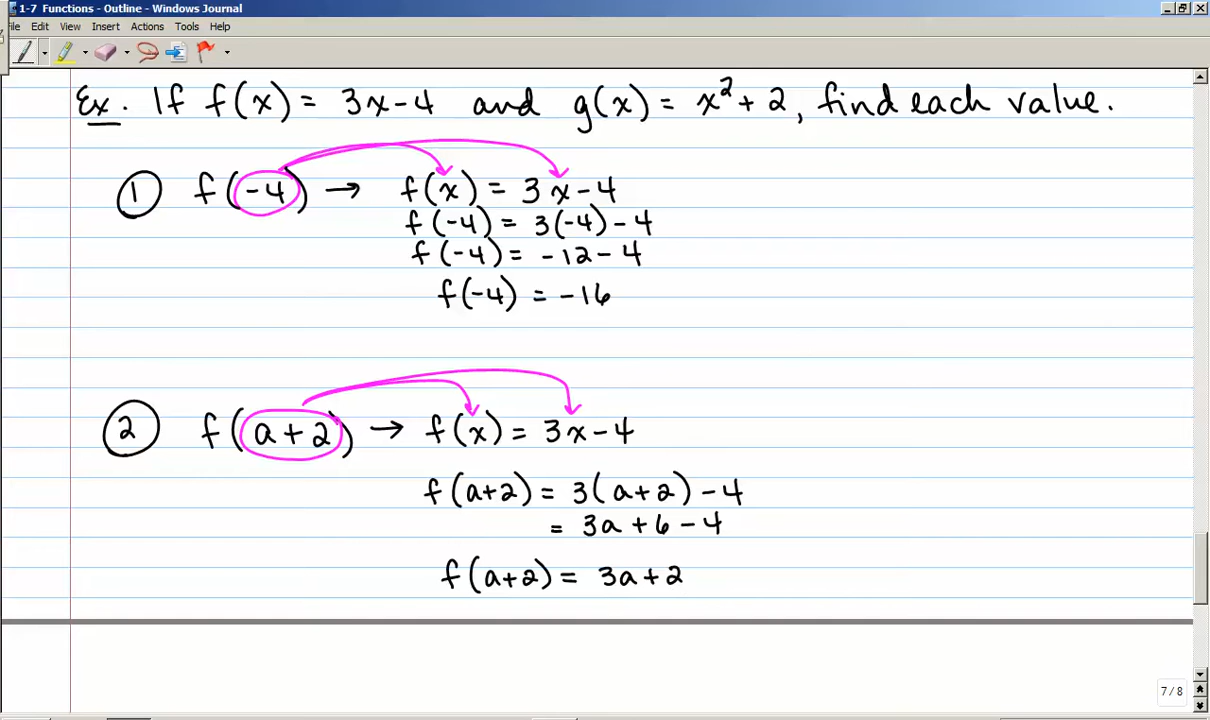 1-7 Functions - Outline - Windows Journal
File Edit View Insert Actions Tools Help
Ex. If f(x) = 3x-4 and g(x) = x² + 2, find each value.
① f(-4) → f(x) = 3x-4
f(-4) = 3(-4) - 4
f(-4) = -12 - 4
f(-4) = -16
② f(a+2) → f(x) = 3x-4
f(a+2) = 3(a+2) - 4
= 3a + 6 - 4
f(a+2) = 3a+2
7/8